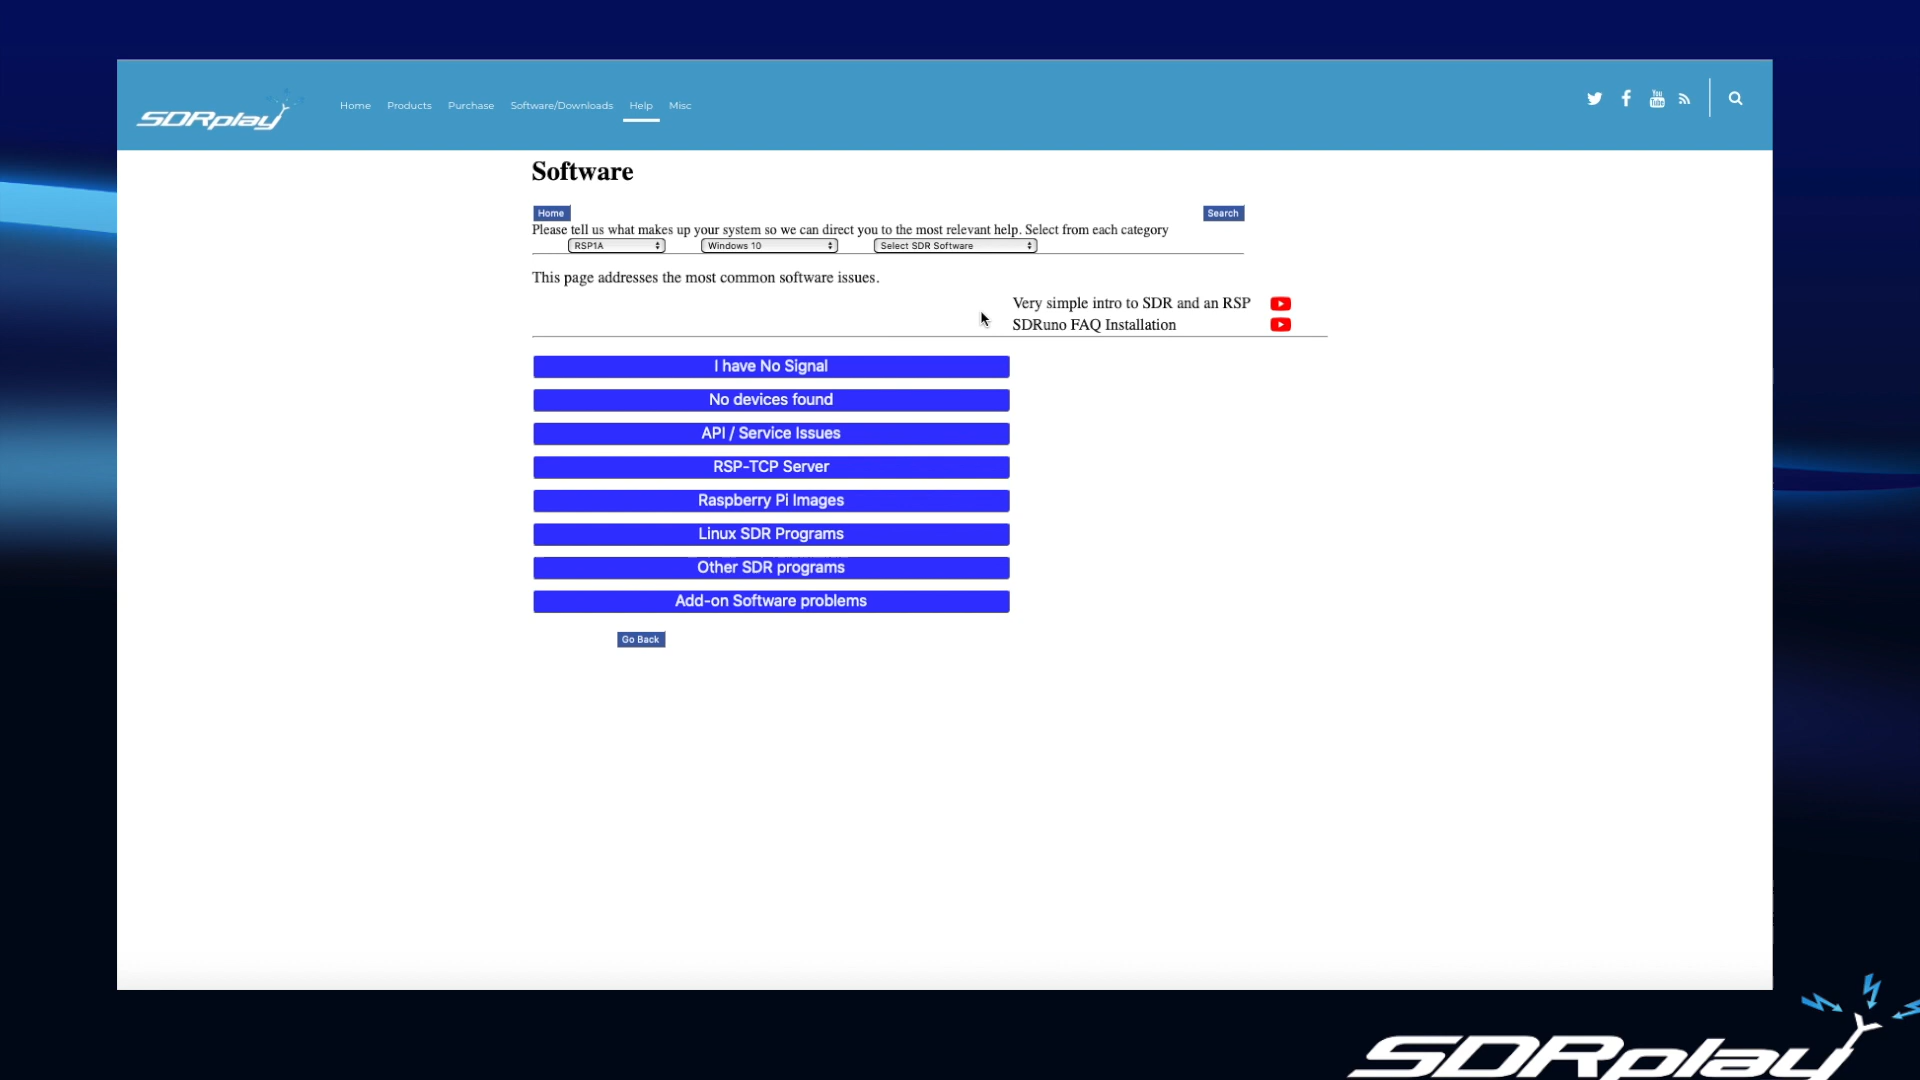 SDRplay
Home Products Purchase Software/Downloads Help Misc
You Tube
Software
Home Search
Please tell us what makes up your system so we can direct you to the most relevant help. Select from each category
RSP1A Windows 10 Select SDR Software
This page addresses the most common software issues.
Very simple intro to SDR and an RSP
SDRuno FAQ Installation
I have No Signal
No devices found
API / Service Issues
RSP-TCP Server
Raspberry Pi Images
Linux SDR Programs
Other SDR programs
Add-on Software problems
Go Back
SDRplay